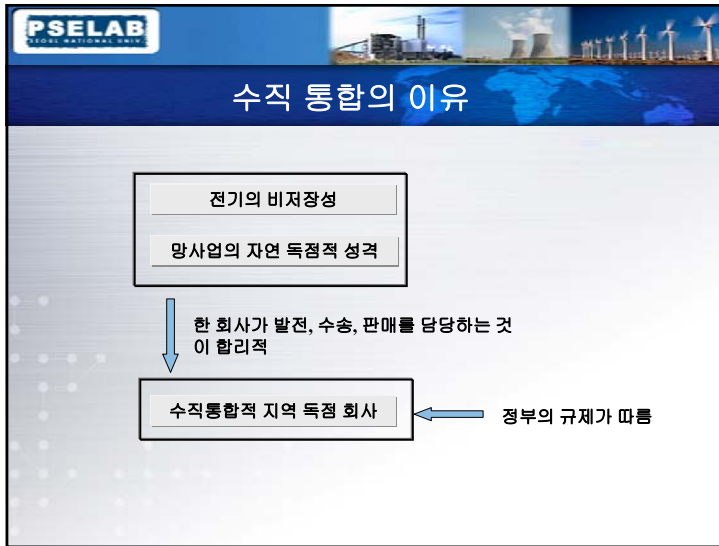 PSELAB
SEOUL NATIONAL UNIV.
수직 통합의 이유
전기의 비저장성
망사업의 자연 독점적 성격
한 회사가 발전, 수송, 판매를 담당하는 것
이 합리적
수직통합적 지역 독점 회사
정부의 규제가 따름